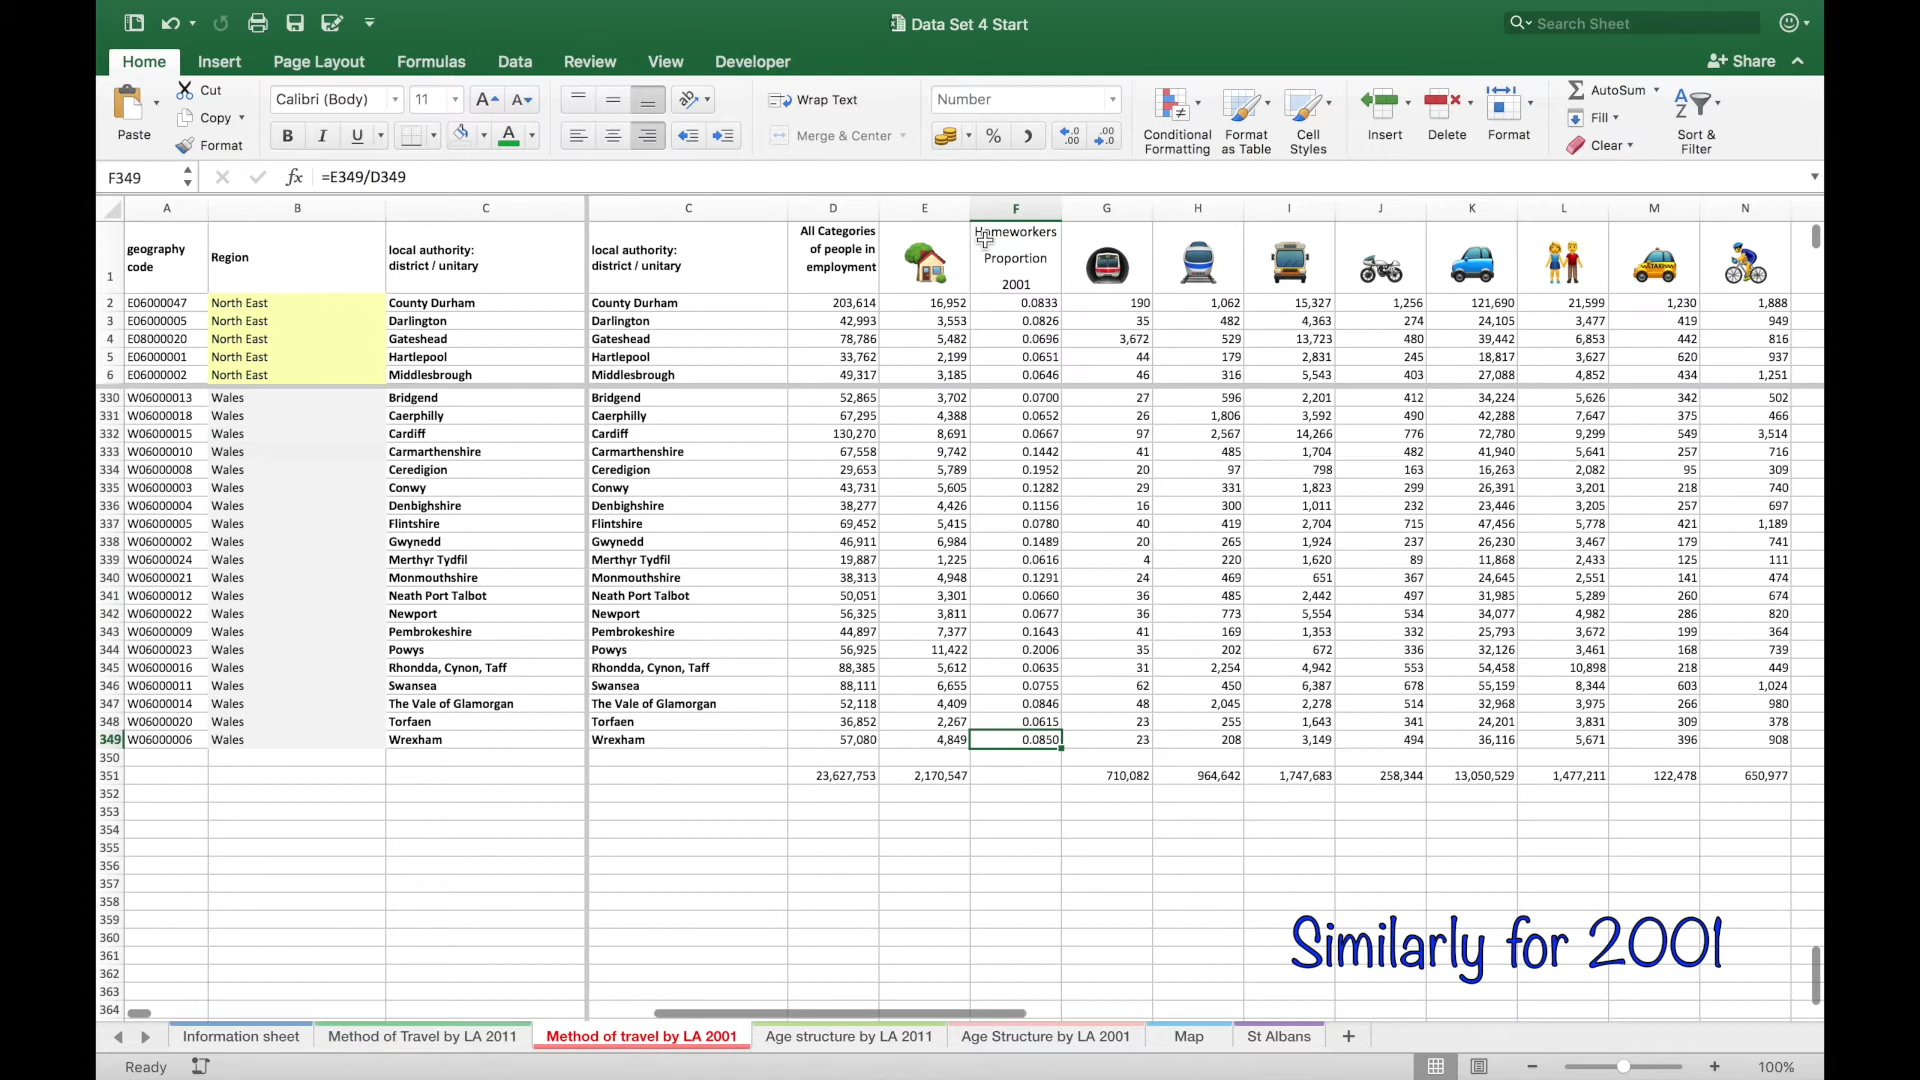 Data Set 4 Start
Search Sheet
Home Insert Page Layout Formulas Data Review View Developer
Share
Paste
Cut
Copy
Format
Calibri (Body) 11
B I U
Wrap Text
Merge & Center
Number
Conditional Formatting
Format as Table
Cell Styles
Insert
Delete
Format
AutoSum
Fill
Clear
Sort & Filter
F349 fx =E349/D349
A B C C D E F G H I J K L M N
1 geography code Region local authority: district / unitary local authority: district / unitary All Categories of people in employment Homeworkers Proportion 2001
2 E06000047 North East County Durham County Durham 203,614 16,952 0.0833 190 1,062 15,327 1,256 121,690 21,599 1,230 1,888
3 E06000005 North East Darlington Darlington 42,993 3,553 0.0826 35 482 4,363 274 24,105 3,477 419 949
4 E08000020 North East Gateshead Gateshead 78,786 5,482 0.0696 3,672 529 13,723 480 39,442 6,853 442 816
5 E06000001 North East Hartlepool Hartlepool 33,762 2,199 0.0651 44 179 2,831 245 18,817 3,627 620 937
6 E06000002 North East Middlesbrough Middlesbrough 49,317 3,185 0.0646 46 316 5,543 403 27,088 4,852 434 1,251
330 W06000013 Wales Bridgend Bridgend 52,865 3,702 0.0700 27 596 2,201 412 34,224 5,626 342 502
331 W06000018 Wales Caerphilly Caerphilly 67,295 4,388 0.0652 26 1,806 3,592 490 42,288 7,647 375 466
332 W06000015 Wales Cardiff Cardiff 130,270 8,691 0.0667 97 2,567 14,266 776 72,780 9,299 549 3,514
333 W06000010 Wales Carmarthenshire Carmarthenshire 67,558 9,742 0.1442 41 485 1,704 482 41,940 5,641 257 716
334 W06000008 Wales Ceredigion Ceredigion 29,653 5,789 0.1952 20 97 798 163 16,263 2,082 95 309
335 W06000003 Wales Conwy Conwy 43,731 5,605 0.1282 29 331 1,823 299 26,391 3,201 218 740
336 W06000004 Wales Denbighshire Denbighshire 38,277 4,426 0.1156 16 300 1,011 232 23,446 3,205 257 697
337 W06000005 Wales Flintshire Flintshire 69,452 5,415 0.0780 40 419 2,704 715 47,456 5,778 421 1,189
338 W06000002 Wales Gwynedd Gwynedd 46,911 6,984 0.1489 20 265 1,924 237 26,230 3,467 179 741
339 W06000024 Wales Merthyr Tydfil Merthyr Tydfil 19,887 1,225 0.0616 4 220 1,620 89 11,868 2,433 125 111
340 W06000021 Wales Monmouthshire Monmouthshire 38,313 4,948 0.1291 24 469 651 367 24,645 2,551 141 474
341 W06000012 Wales Neath Port Talbot Neath Port Talbot 50,051 3,301 0.0660 36 485 2,442 497 31,985 5,289 260 674
342 W06000022 Wales Newport Newport 56,325 3,811 0.0677 36 773 5,554 534 34,077 4,982 286 820
343 W06000009 Wales Pembrokeshire Pembrokeshire 44,897 7,377 0.1643 41 169 1,353 332 25,793 3,672 199 364
344 W06000023 Wales Powys Powys 56,925 11,422 0.2006 35 202 672 336 32,126 3,461 168 739
345 W06000016 Wales Rhondda, Cynon, Taff Rhondda, Cynon, Taff 88,385 5,612 0.0635 31 2,254 4,942 553 54,458 10,898 218 449
346 W06000011 Wales Swansea Swansea 88,111 6,655 0.0755 62 450 6,387 678 55,159 8,344 603 1,024
347 W06000014 Wales The Vale of Glamorgan The Vale of Glamorgan 52,118 4,409 0.0846 48 2,045 2,278 514 32,968 3,975 266 980
348 W06000020 Wales Torfaen Torfaen 36,852 2,267 0.0615 23 255 1,643 341 24,201 3,831 309 378
349 W06000006 Wales Wrexham Wrexham 57,080 4,849 0.0850 23 208 3,149 494 36,116 5,671 396 908
350
351 23,627,753 2,170,547 710,082 964,642 1,747,683 258,344 13,050,529 1,477,211 122,478 650,977
352
353
354
355
356
357
358
359
360
361
362
363
364
Similarly for 2001
Information sheet Method of Travel by LA 2011 Method of travel by LA 2001 Age structure by LA 2011 Age Structure by LA 2001 Map St Albans
Ready 100%